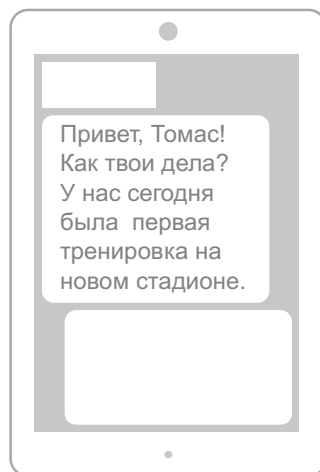 Привет, Томас!
Как твои дела?
У нас сегодня
была первая
тренировка на
новом стадионе.